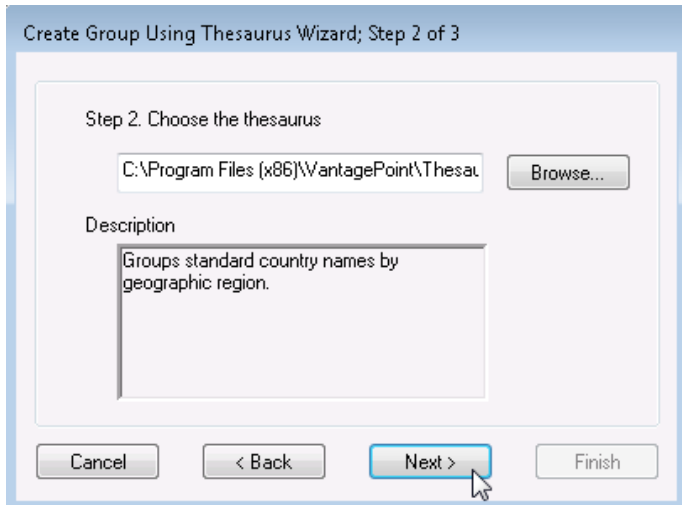 Create Group Using Thesaurus Wizard; Step 2 of 3
Step 2. Choose the thesaurus
C:\Program Files (x86)\VantagePoint\Thesau
Browse...
Description
Groups standard country names by
geographic region.
Cancel
< Back
Next >
Finish